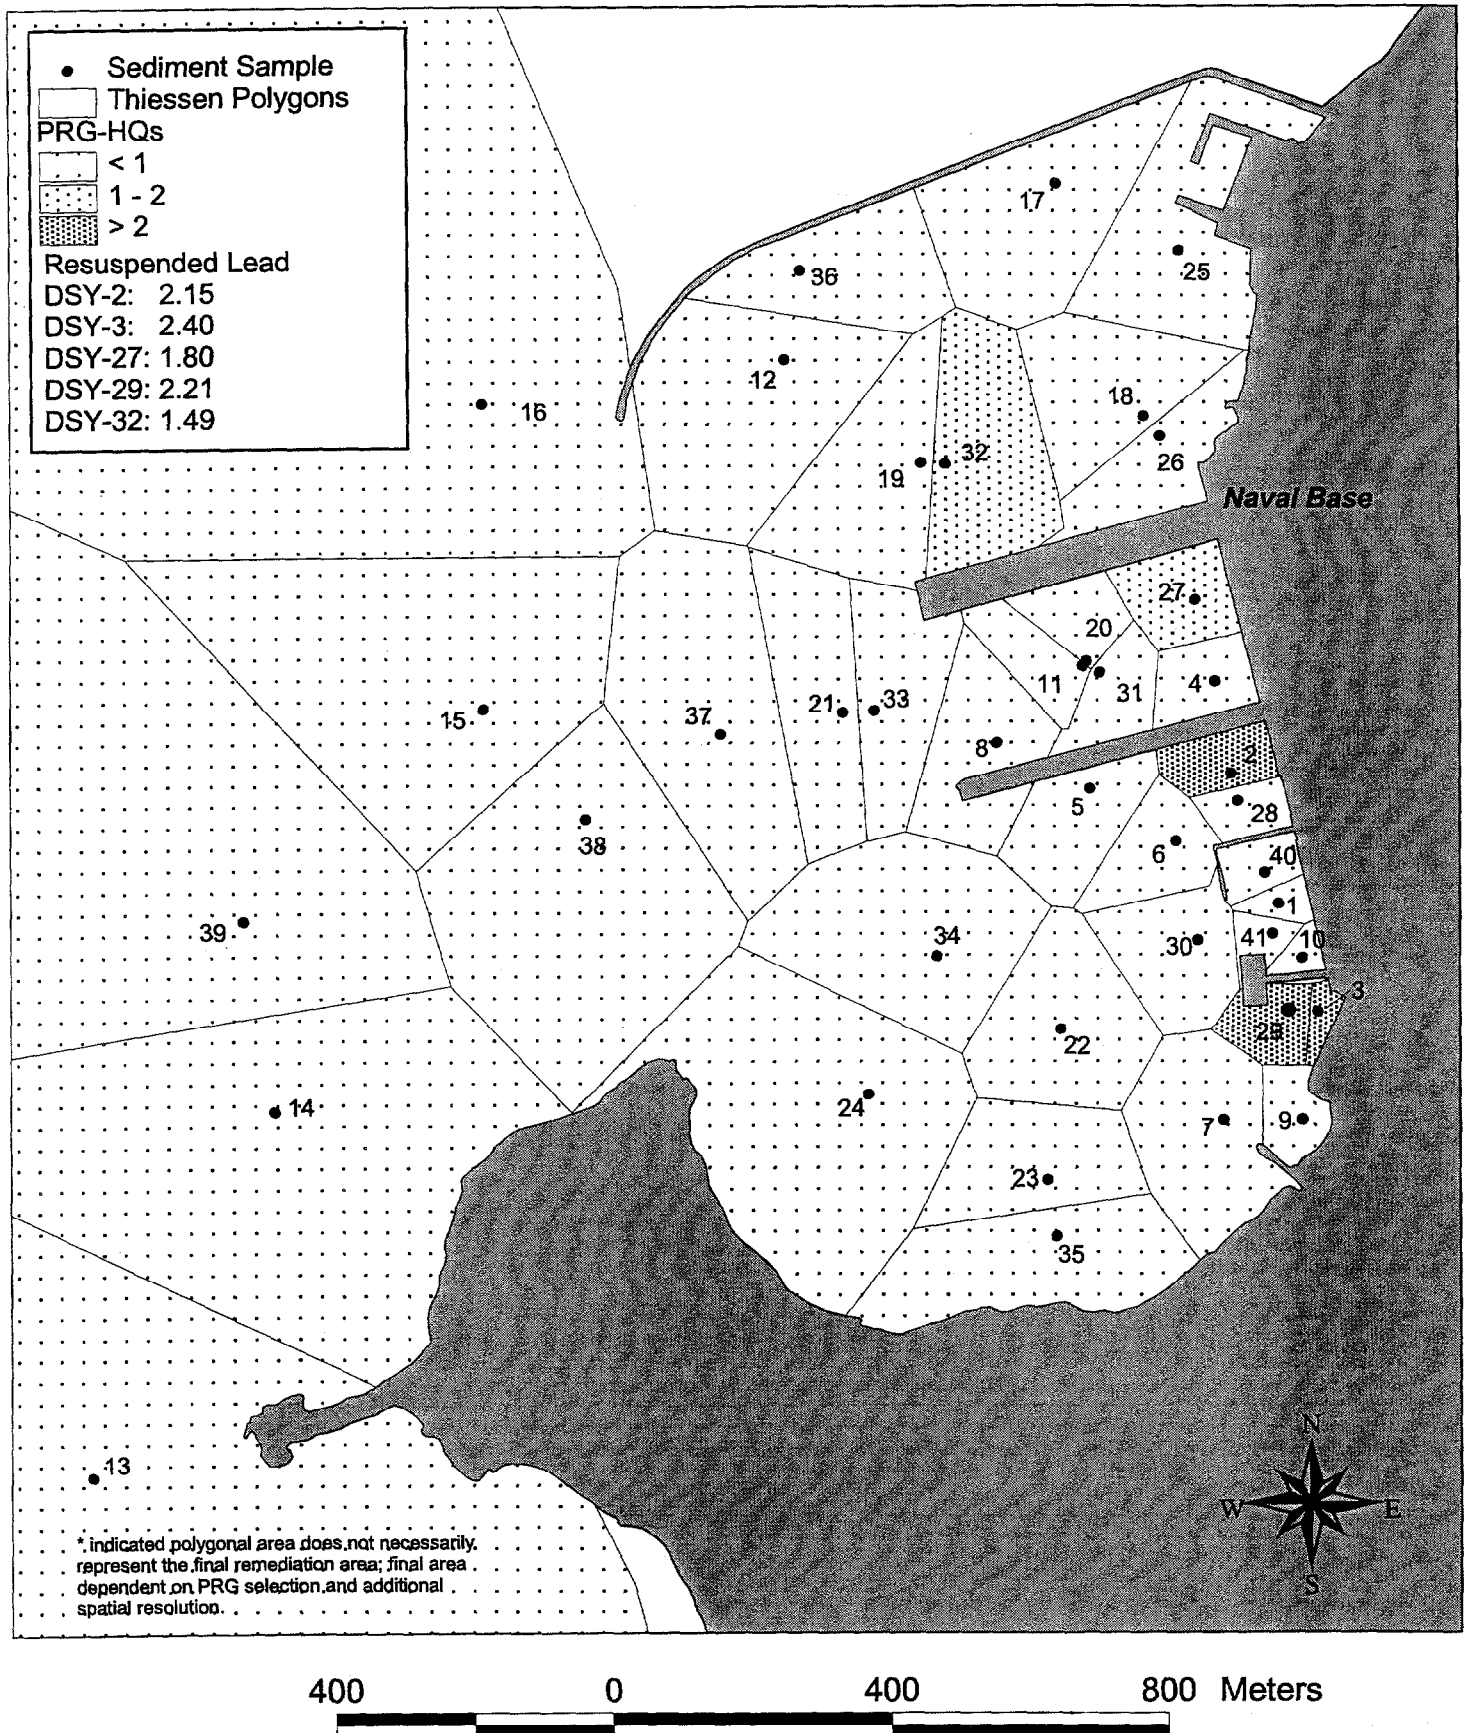 Sediment Sample
Thiessen Polygons
PRG-HQs
< 1
1 - 2
> 2
Resuspended Lead
DSY-2: 2.15
DSY-3: 2.40
DSY-27: 1.80
DSY-29: 2.21
DSY-32: 1.49
17
25
36
12
16
18
32
19
26
Naval Base
27
20
11
31
4
15
37
21
33
8
2
5
28
38
6
40
1
39
34
30
41
10
3
29
22
14
24
7
9
23
35
13
N
W
E
S
* indicated polygonal area does not necessarily
represent the final remediation area; final area
dependent on PRG selection and additional
spatial resolution.
400 0 400 800 Meters